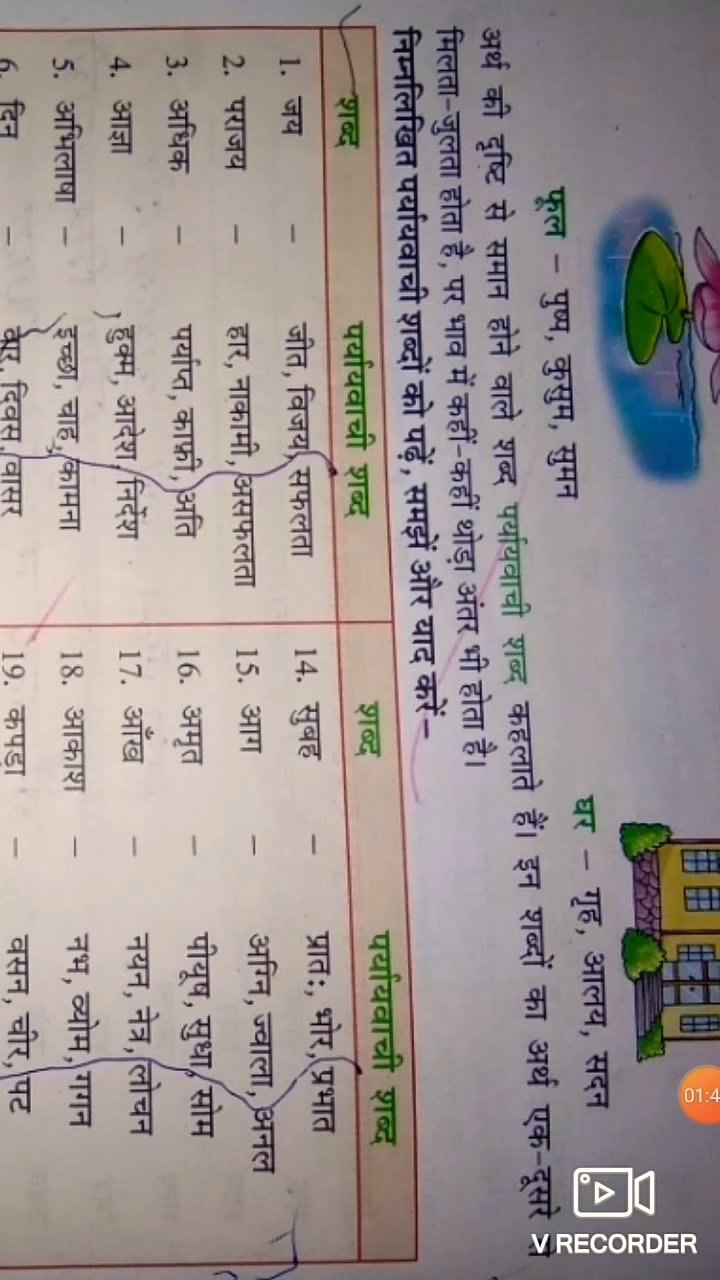 फूल – पुष्प, कुसुम, सुमन
घर – गृह, आलय, सदन
अर्थ की दृष्टि से समान होने वाले शब्द पर्यायवाची शब्द कहलाते हैं। इन शब्दों का अर्थ एक-दूसरे से
मिलता-जुलता होता है, पर भाव में कहीं-कहीं थोड़ा अंतर भी होता है।
निम्नलिखित पर्यायवाची शब्दों को पढ़ें, समझें और याद करें–
शब्द पर्यायवाची शब्द
1. जय – जीत, विजय, सफलता
2. पराजय – हार, नाकामी, असफलता
3. अधिक – पर्याप्त, काफी, अति
4. आज्ञा – हुक्म, आदेश, निर्देश
5. अभिलाषा – इच्छा, चाह, कामना
6. दिन – वार, दिवस, वासर
शब्द पर्यायवाची शब्द
14. सुबह – प्रातः, भोर, प्रभात
15. आग – अग्नि, ज्वाला, अनल
16. अमृत – पीयूष, सुधा, सोम
17. आँख – नयन, नेत्र, लोचन
18. आकाश – नभ, व्योम, गगन
19. कपड़ा – वसन, चीर, पट
01:4
V RECORDER